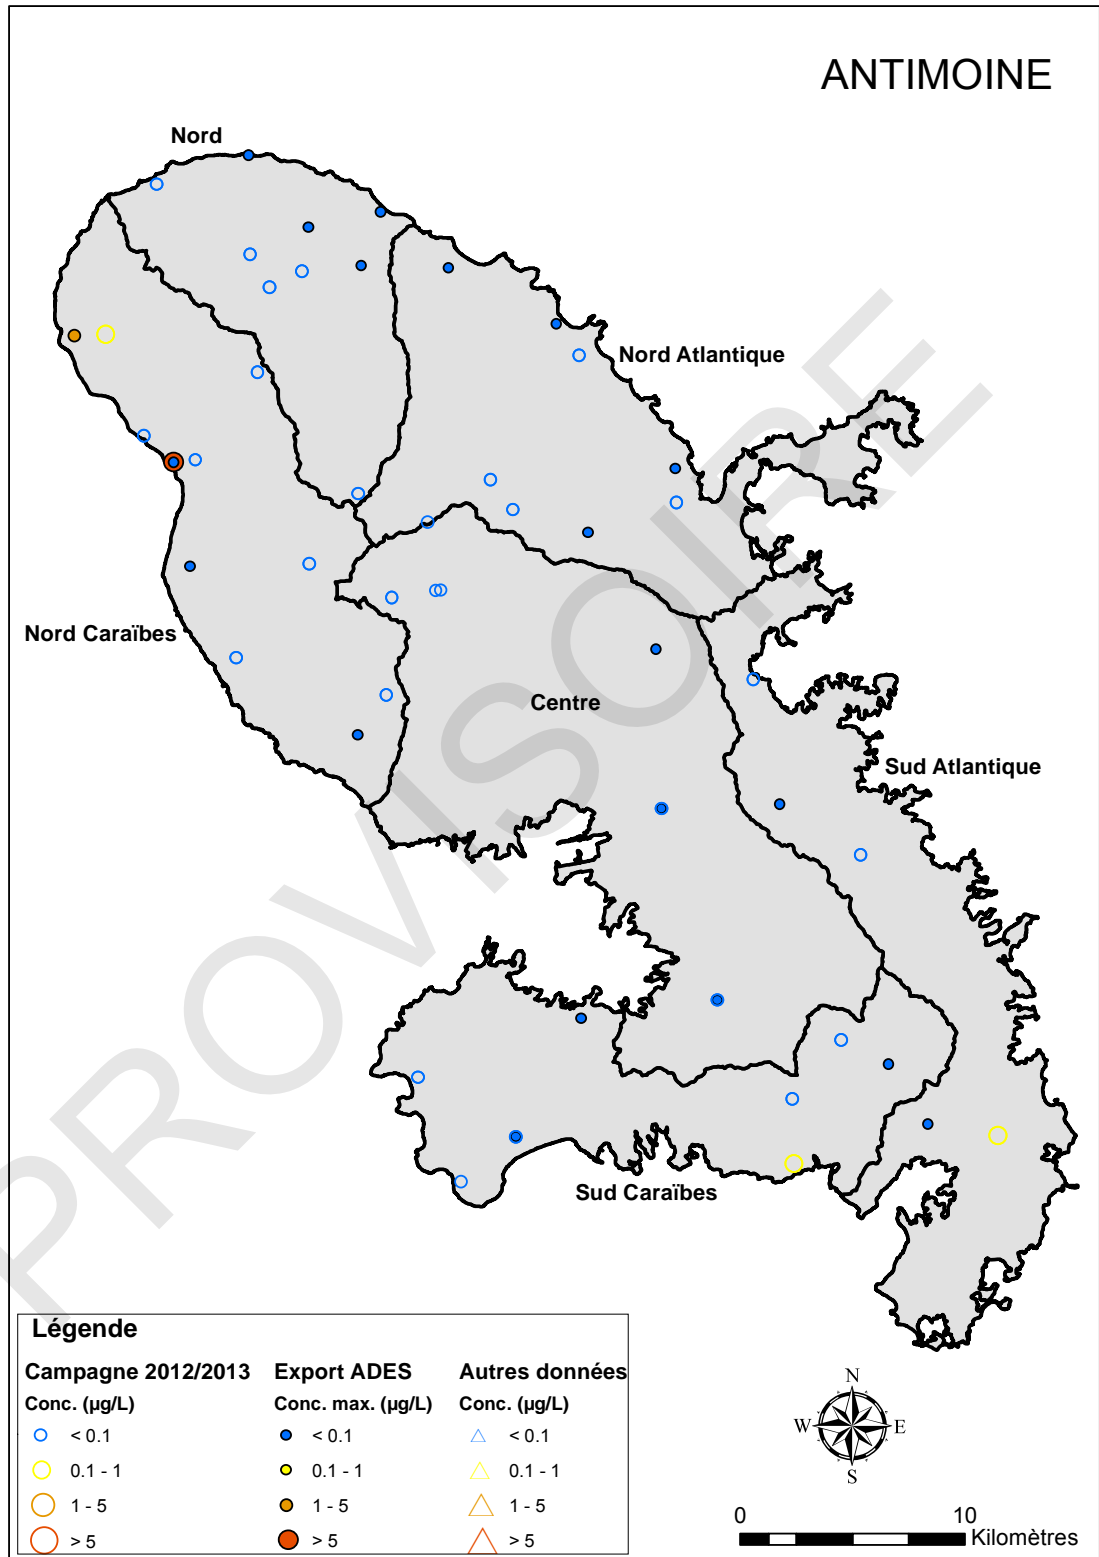 ANTIMOINE
Nord
Nord Atlantique
Nord Caraïbes
Centre
Sud Atlantique
Sud Caraïbes
PROVISOIRE
Légende
Campagne 2012/2013
Conc. (µg/L)
< 0.1
0.1 - 1
1 - 5
> 5
Export ADES
Conc. max. (µg/L)
< 0.1
0.1 - 1
1 - 5
> 5
Autres données
Conc. (µg/L)
< 0.1
0.1 - 1
1 - 5
> 5
N
W E
S
0 10
Kilomètres